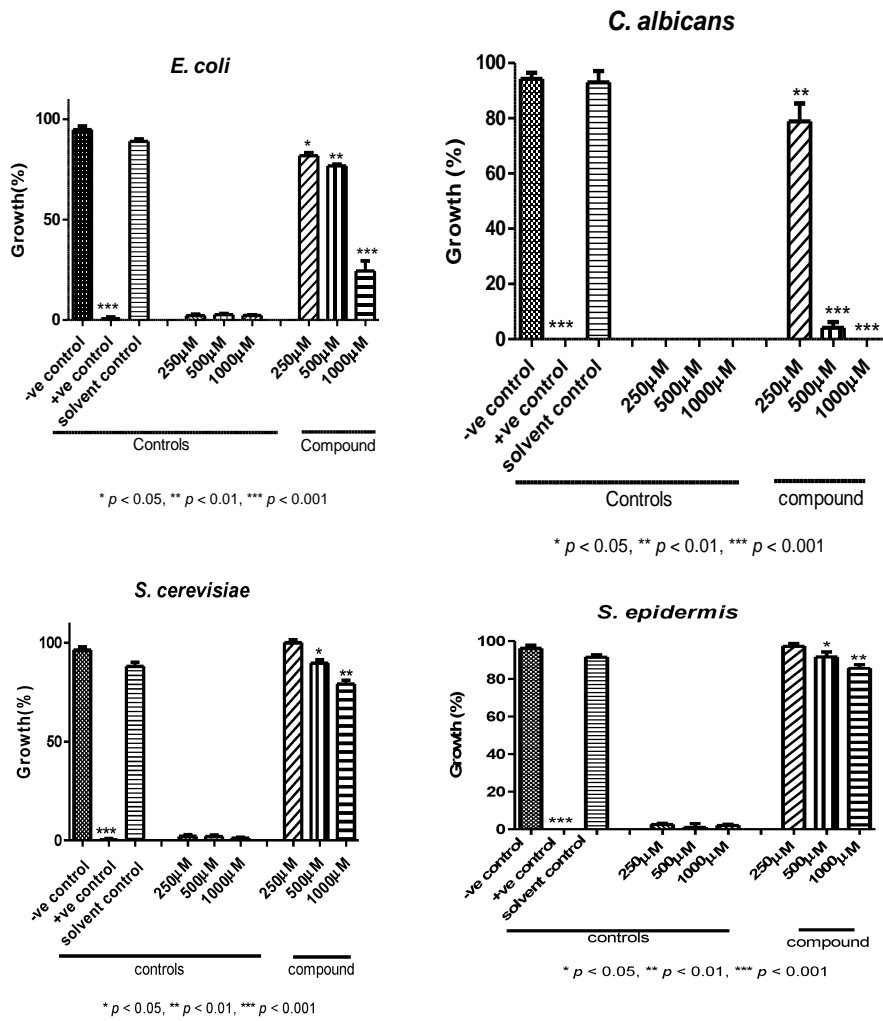 E. coli
Growth(%)
100
50
0
***
*
**
***
-ve control
+ve control
solvent control
250µM
500µM
1000µM
250µM
500µM
1000µM
Controls
Compound
* p < 0.05, ** p < 0.01, *** p < 0.001
C. albicans
Growth (%)
100
80
60
40
20
0
***
**
***
***
-ve control
+ve control
solvent control
250µM
500µM
1000µM
250µM
500µM
1000µM
Controls
compound
* p < 0.05, ** p < 0.01, *** p < 0.001
S. cerevisiae
Growth(%)
100
50
0
***
*
**
-ve control
+ve control
solvent control
250µM
500µM
1000µM
250µM
500µM
1000µM
controls
compound
* p < 0.05, ** p < 0.01, *** p < 0.001
S. epidermis
Growth(%)
100
80
60
40
20
0
***
*
**
-ve control
+ve control
solvent control
250µM
500µM
1000µM
250µM
500µM
1000µM
controls
compound
* p < 0.05, ** p < 0.01, *** p < 0.001